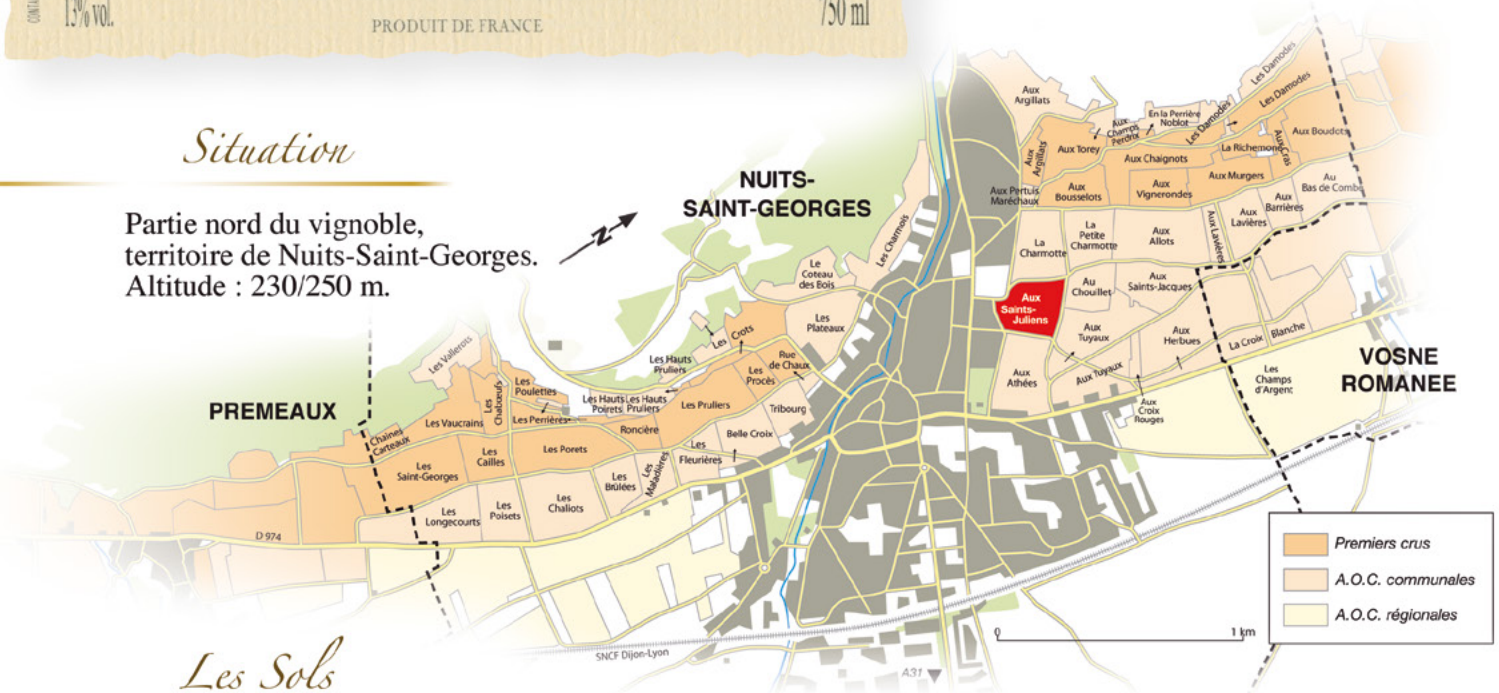 13% vol.
PRODUIT DE FRANCE
750 ml
Situation
Partie nord du vignoble,
territoire de Nuits-Saint-Georges.
Altitude : 230/250 m.
N
NUITS-
SAINT-GEORGES
PREMEAUX
VOSNE
ROMANEE
Les Damodes
Aux
Argillats
En la Perrière
Noblot
Les Damodes
Les Damodes
Aux
Champs
Perdrix
Aux Boudots
Aux
Argillats
Aux Torey
Aux Chaignots
La Richemone
Aux Cras
Aux Pertuis
Maréchaux
Aux
Bousselots
Aux
Vignerondes
Aux Murgers
Au
Bas de Combe
Aux
Barrières
Aux
Lavières
Aux Lavières
La
Charmotte
La
Petite
Charmotte
Aux
Allots
Les Charmois
Le
Coteau
des Bois
Au
Chouillet
Aux
Saints-Jacques
Aux
Saints-
Juliens
Les
Plateaux
Les Crots
Aux
Tuyaux
Aux
Herbues
La Croix Blanche
Les Vallerots
Les Hauts
Pruliers
Rue
de Chaux
Les
Procès
Aux
Athées
Aux Tuyaux
Les
Champs
d'Argent
Aux
Croix
Rouges
Les
Poulettes
Les Chabœufs
Les Hauts
Poirets
Les Hauts
Pruliers
Les Pruliers
Tribourg
Les Perrières
Les Vaucrains
Roncière
Belle Croix
Chaines
Carteaux
Les
Saint-Georges
Les
Cailles
Les Porets
Les
Fleurières
Les
Maladières
Les
Brûlées
Les
Chaliots
Les
Poisets
Les
Longecourts
D 974
Premiers crus
A.O.C. communales
A.O.C. régionales
0
1 km
SNCF Dijon-Lyon
A31
Les Sols